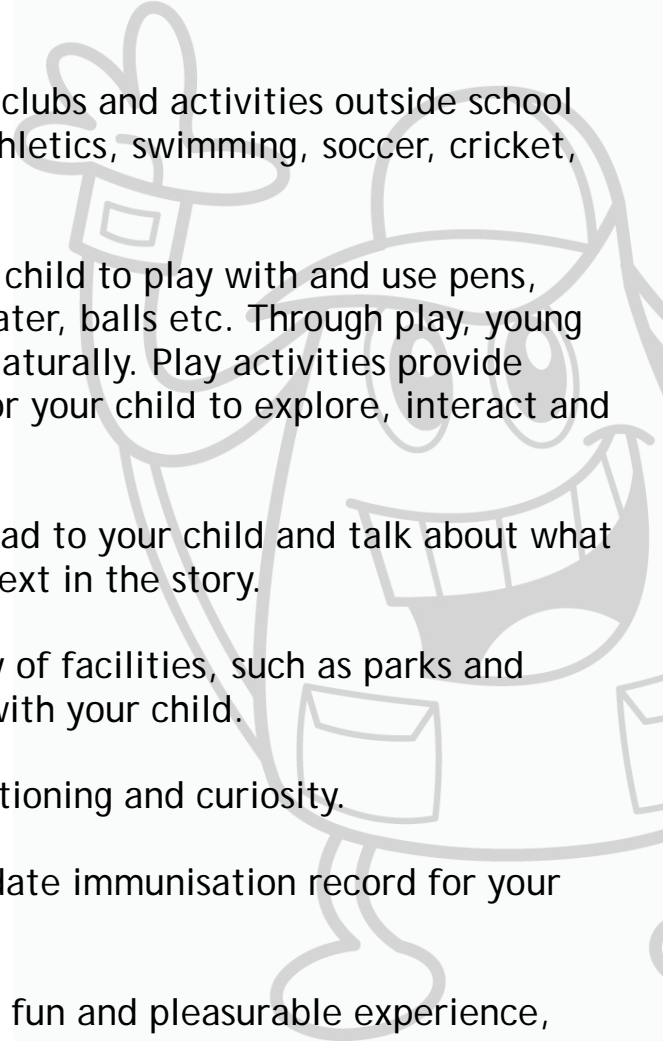 clubs and activities outside school
hletics, swimming, soccer, cricket,
child to play with and use pens,
ater, balls etc. Through play, young
aturally. Play activities provide
or your child to explore, interact and
ad to your child and talk about what
ext in the story.
of facilities, such as parks and
with your child.
tioning and curiosity.
late immunisation record for your
fun and pleasurable experience,